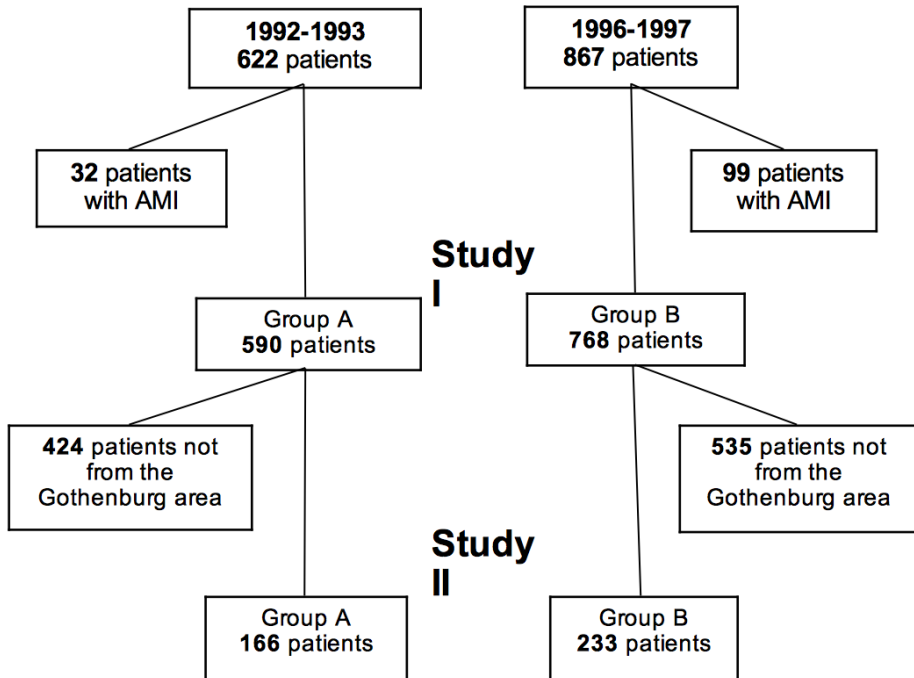 1992-1993
622 patients
1996-1997
867 patients
32 patients
with AMI
99 patients
with AMI
Study
I
Group A
590 patients
Group B
768 patients
424 patients not
from the
Gothenburg area
535 patients not
from the
Gothenburg area
Study
II
Group A
166 patients
Group B
233 patients